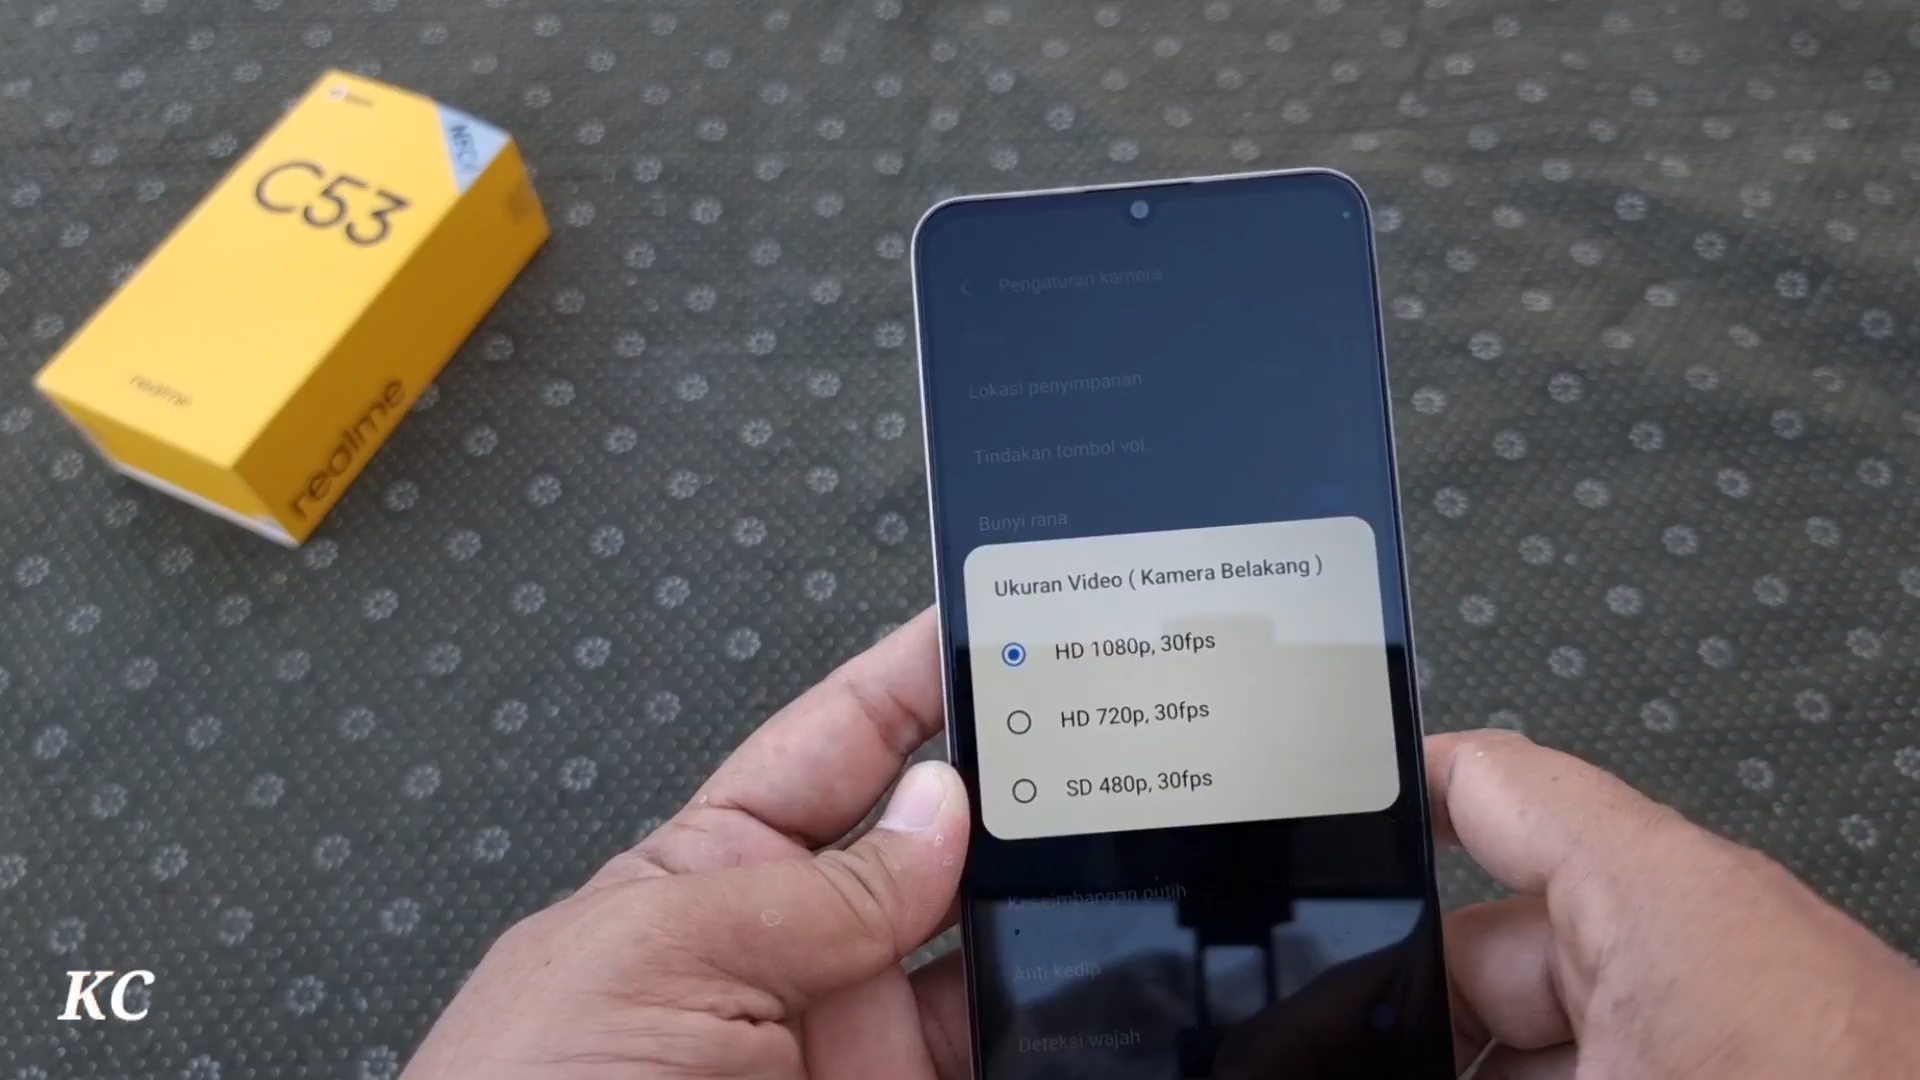 NFC
C53
realme
realme
Pengaturan kamera
Lokasi penyimpanan
Tindakan tombol vol.
Bunyi rana
Ukuran Video ( Kamera Belakang )
HD 1080p, 30fps
HD 720p, 30fps
SD 480p, 30fps
Keseimbangan putih
Anti-kedip
Deteksi wajah
KC